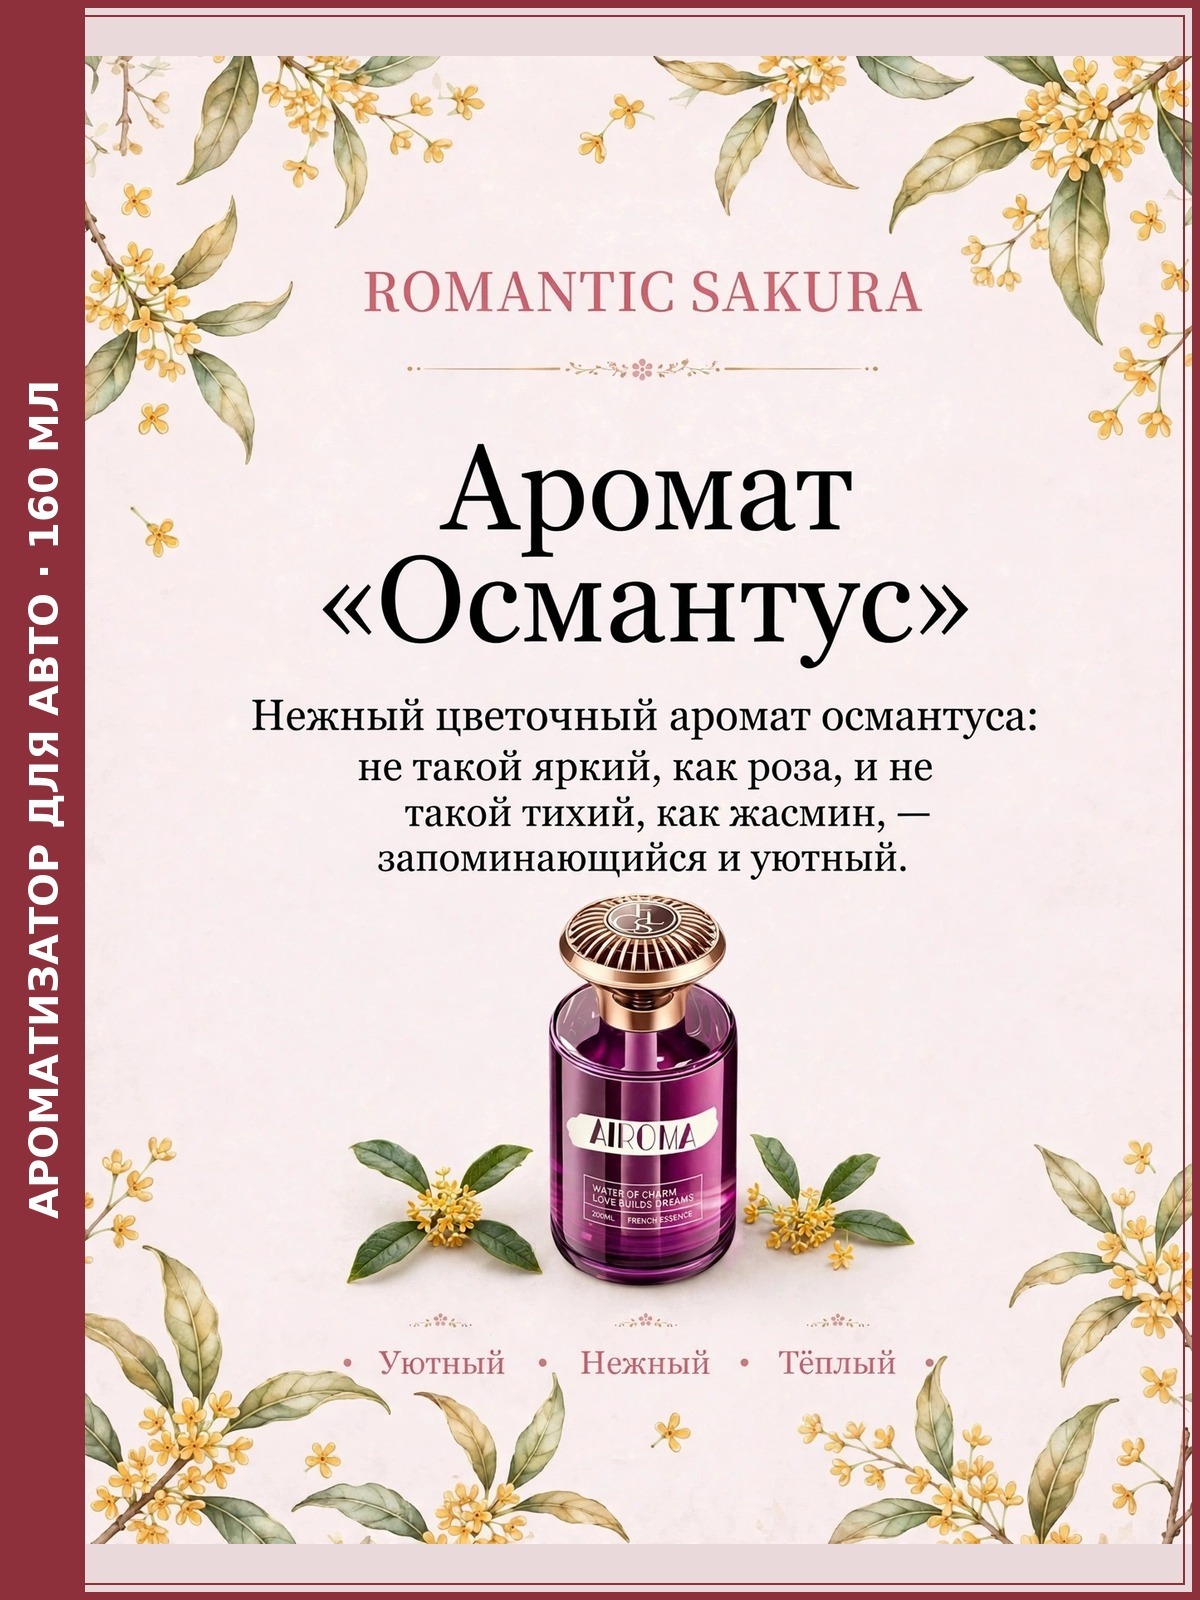 АРОМАТИЗАТОР ДЛЯ АВТО · 160 МЛ
ROMANTIC SAKURA
Аромат
«Османтус»
Нежный цветочный аромат османтуса:
не такой яркий, как роза, и не
такой тихий, как жасмин, —
запоминающийся и уютный.
AIROMA
WATER OF CHARM
LOVE BUILDS DREAMS
200ML FRENCH ESSENCE
• Уютный • Нежный • Тёплый •